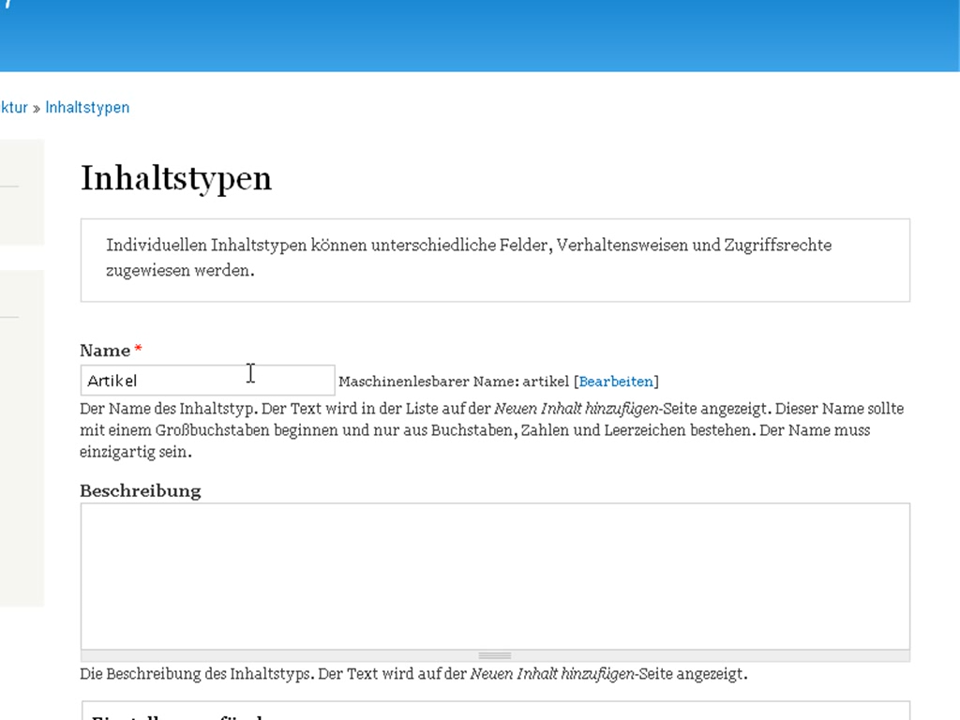 ktur » Inhaltstypen
Inhaltstypen
Individuellen Inhaltstypen können unterschiedliche Felder, Verhaltensweisen und Zugriffsrechte
zugewiesen werden.
Name *
Artikel Maschinenlesbarer Name: artikel [Bearbeiten]
Der Name des Inhaltstyp. Der Text wird in der Liste auf der Neuen Inhalt hinzufügen-Seite angezeigt. Dieser Name sollte
mit einem Großbuchstaben beginnen und nur aus Buchstaben, Zahlen und Leerzeichen bestehen. Der Name muss
einzigartig sein.
Beschreibung
Die Beschreibung des Inhaltstyps. Der Text wird auf der Neuen Inhalt hinzufügen-Seite angezeigt.